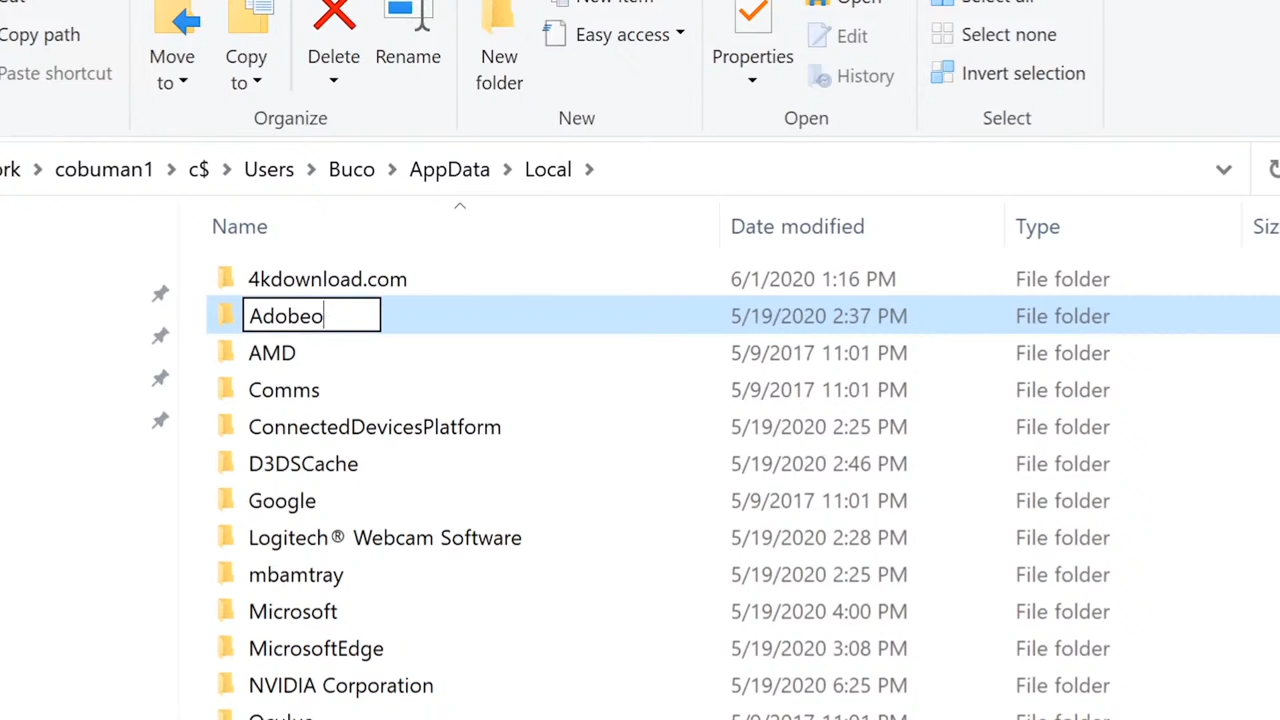 Copy path
Paste shortcut
Move to
Copy to
Delete
Rename
Organize
New folder
New item
Easy access
New
Properties
Open
Edit
History
Open
Select all
Select none
Invert selection
Select
cobuman1 > c$ > Users > Buco > AppData > Local >
Name Date modified Type
4kdownload.com 6/1/2020 1:16 PM File folder
Adobeo 5/19/2020 2:37 PM File folder
AMD 5/9/2017 11:01 PM File folder
Comms 5/9/2017 11:01 PM File folder
ConnectedDevicesPlatform 5/19/2020 2:25 PM File folder
D3DSCache 5/19/2020 2:46 PM File folder
Google 5/9/2017 11:01 PM File folder
Logitech® Webcam Software 5/19/2020 2:28 PM File folder
mbamtray 5/19/2020 2:25 PM File folder
Microsoft 5/19/2020 4:00 PM File folder
MicrosoftEdge 5/19/2020 3:08 PM File folder
NVIDIA Corporation 5/19/2020 6:25 PM File folder